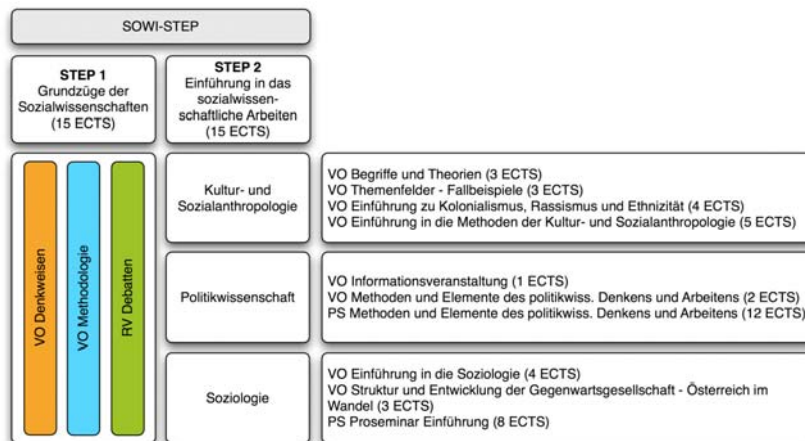 SOWI-STEP
STEP 1
Grundzüge der
Sozialwissenschaften
(15 ECTS)
STEP 2
Einführung in das
sozialwissen-
schaftliche Arbeiten
(15 ECTS)
VO Denkweisen
VO Methodologie
RV Debatten
Kultur- und
Sozialanthropologie
VO Begriffe und Theorien (3 ECTS)
VO Themenfelder - Fallbeispiele (3 ECTS)
VO Einführung zu Kolonialismus, Rassismus und Ethnizität (4 ECTS)
VO Einführung in die Methoden der Kultur- und Sozialanthropologie (5 ECTS)
Politikwissenschaft
VO Informationsveranstaltung (1 ECTS)
VO Methoden und Elemente des politikwiss. Denkens und Arbeitens (2 ECTS)
PS Methoden und Elemente des politikwiss. Denkens und Arbeitens (12 ECTS)
Soziologie
VO Einführung in die Soziologie (4 ECTS)
VO Struktur und Entwicklung der Gegenwartsgesellschaft - Österreich im
Wandel (3 ECTS)
PS Proseminar Einführung (8 ECTS)